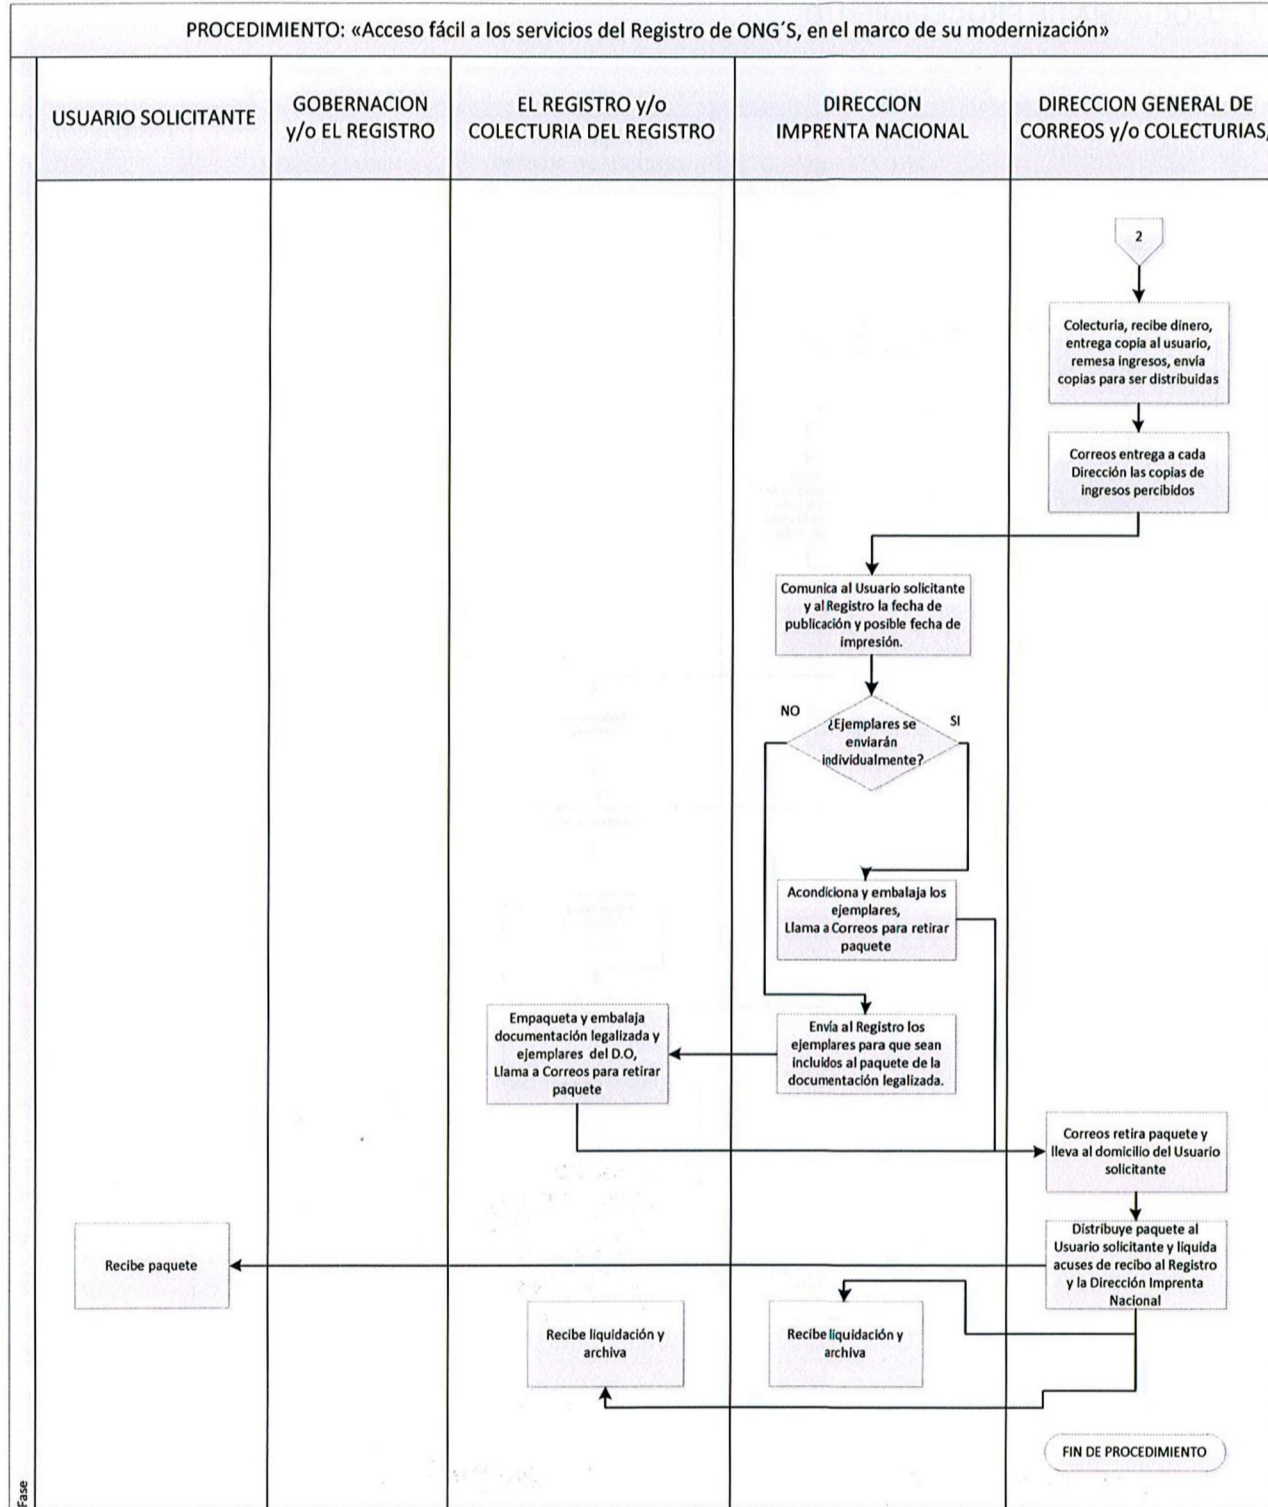 PROCEDIMIENTO: «Acceso fácil a los servicios del Registro de ONG´S, en el marco de su modernización»
USUARIO SOLICITANTE
GOBERNACION
y/o EL REGISTRO
EL REGISTRO y/o
COLECTURIA DEL REGISTRO
DIRECCION
IMPRENTA NACIONAL
DIRECCION GENERAL DE
CORREOS y/o COLECTURIAS,
2
Colecturía, recibe dinero,
entrega copia al usuario,
remesa ingresos, envía
copias para ser distribuidas
Correos entrega a cada
Dirección las copias de
ingresos percibidos
Comunica al Usuario solicitante
y al Registro la fecha de
publicación y posible fecha de
impresión.
NO
¿Ejemplares se
enviarán
individualmente?
SI
Acondiciona y embalaja los
ejemplares,
Llama a Correos para retirar
paquete
Empaqueta y embalaja
documentación legalizada y
ejemplares del D.O,
Llama a Correos para retirar
paquete
Envía al Registro los
ejemplares para que sean
incluidos al paquete de la
documentación legalizada.
Correos retira paquete y
lleva al domicilio del Usuario
solicitante
Recibe paquete
Distribuye paquete al
Usuario solicitante y liquida
acuses de recibo al Registro
y la Dirección Imprenta
Nacional
Recibe liquidación y
archiva
Recibe liquidación y
archiva
FIN DE PROCEDIMIENTO
Fase